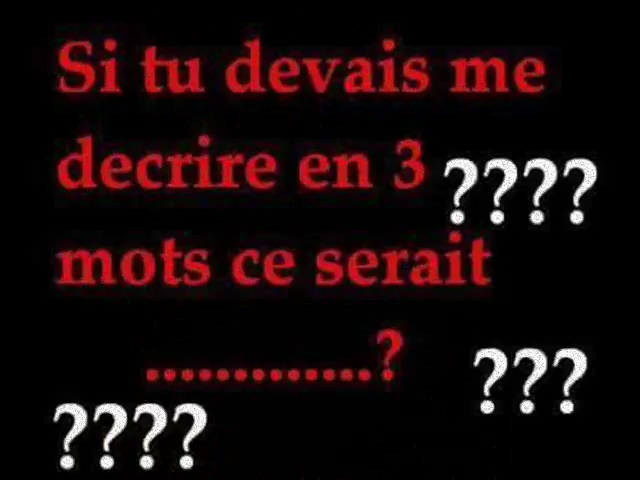 Si tu devais me
decrire en 3 ????
mots ce serait
.............? ???
????